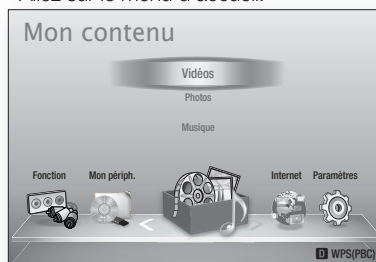 Mon contenu
Vidéos
Photos
Musique
Fonction Mon périph. Internet Paramètres
D WPS(PBC)